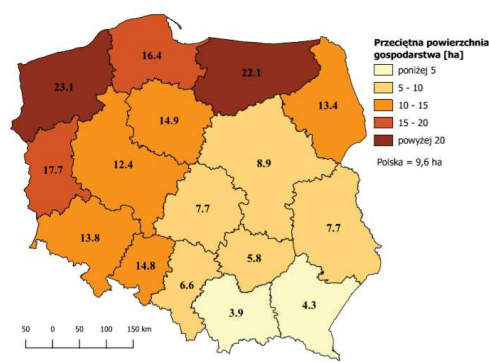 Przeciętna powierzchnia
gospodarstwa [ha]
poniżej 5
5 - 10
10 - 15
15 - 20
powyżej 20
Polska = 9,6 ha
16.4
23.1
22.1
13.4
14.9
17.7
12.4
8.9
7.7
7.7
13.8
14.8
5.8
6.6
3.9
4.3
50 0 50 100 150 km